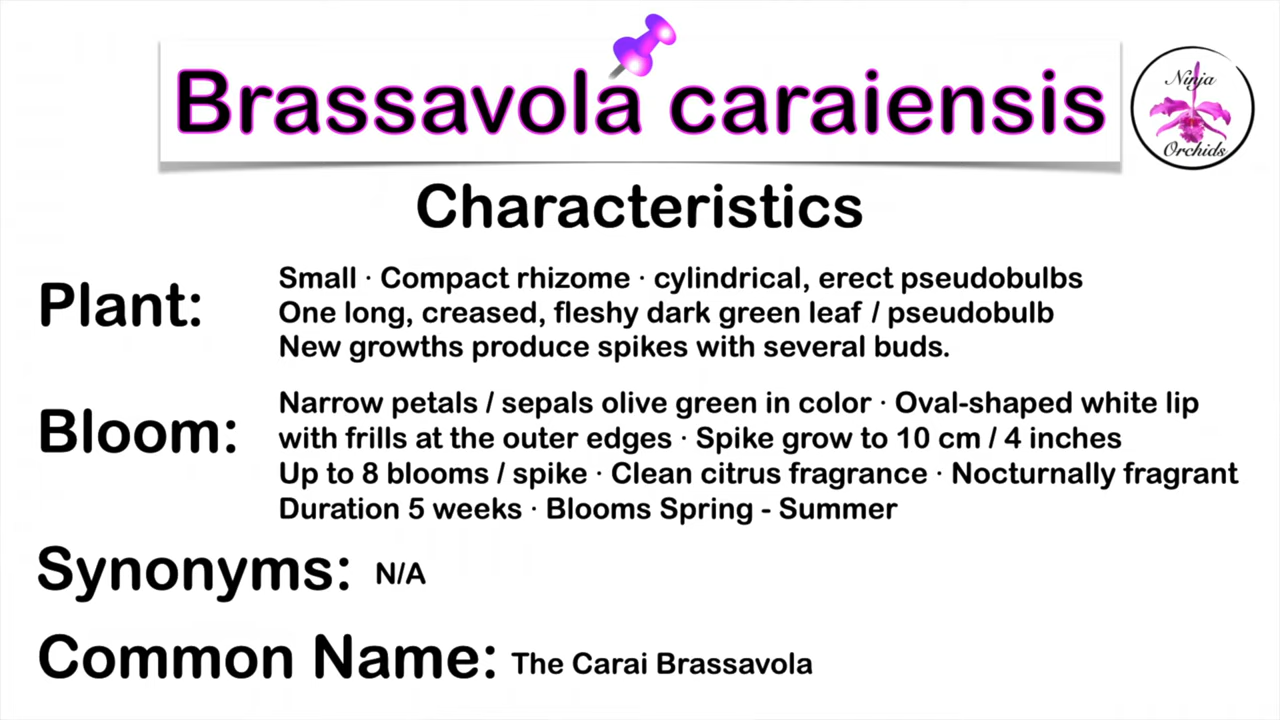 Brassavola caraiensis
Ninja
Orchids
Characteristics
Plant:
Small · Compact rhizome · cylindrical, erect pseudobulbs
One long, creased, fleshy dark green leaf / pseudobulb
New growths produce spikes with several buds.
Bloom:
Narrow petals / sepals olive green in color · Oval-shaped white lip
with frills at the outer edges · Spike grow to 10 cm / 4 inches
Up to 8 blooms / spike · Clean citrus fragrance · Nocturnally fragrant
Duration 5 weeks · Blooms Spring - Summer
Synonyms: N/A
Common Name: The Carai Brassavola